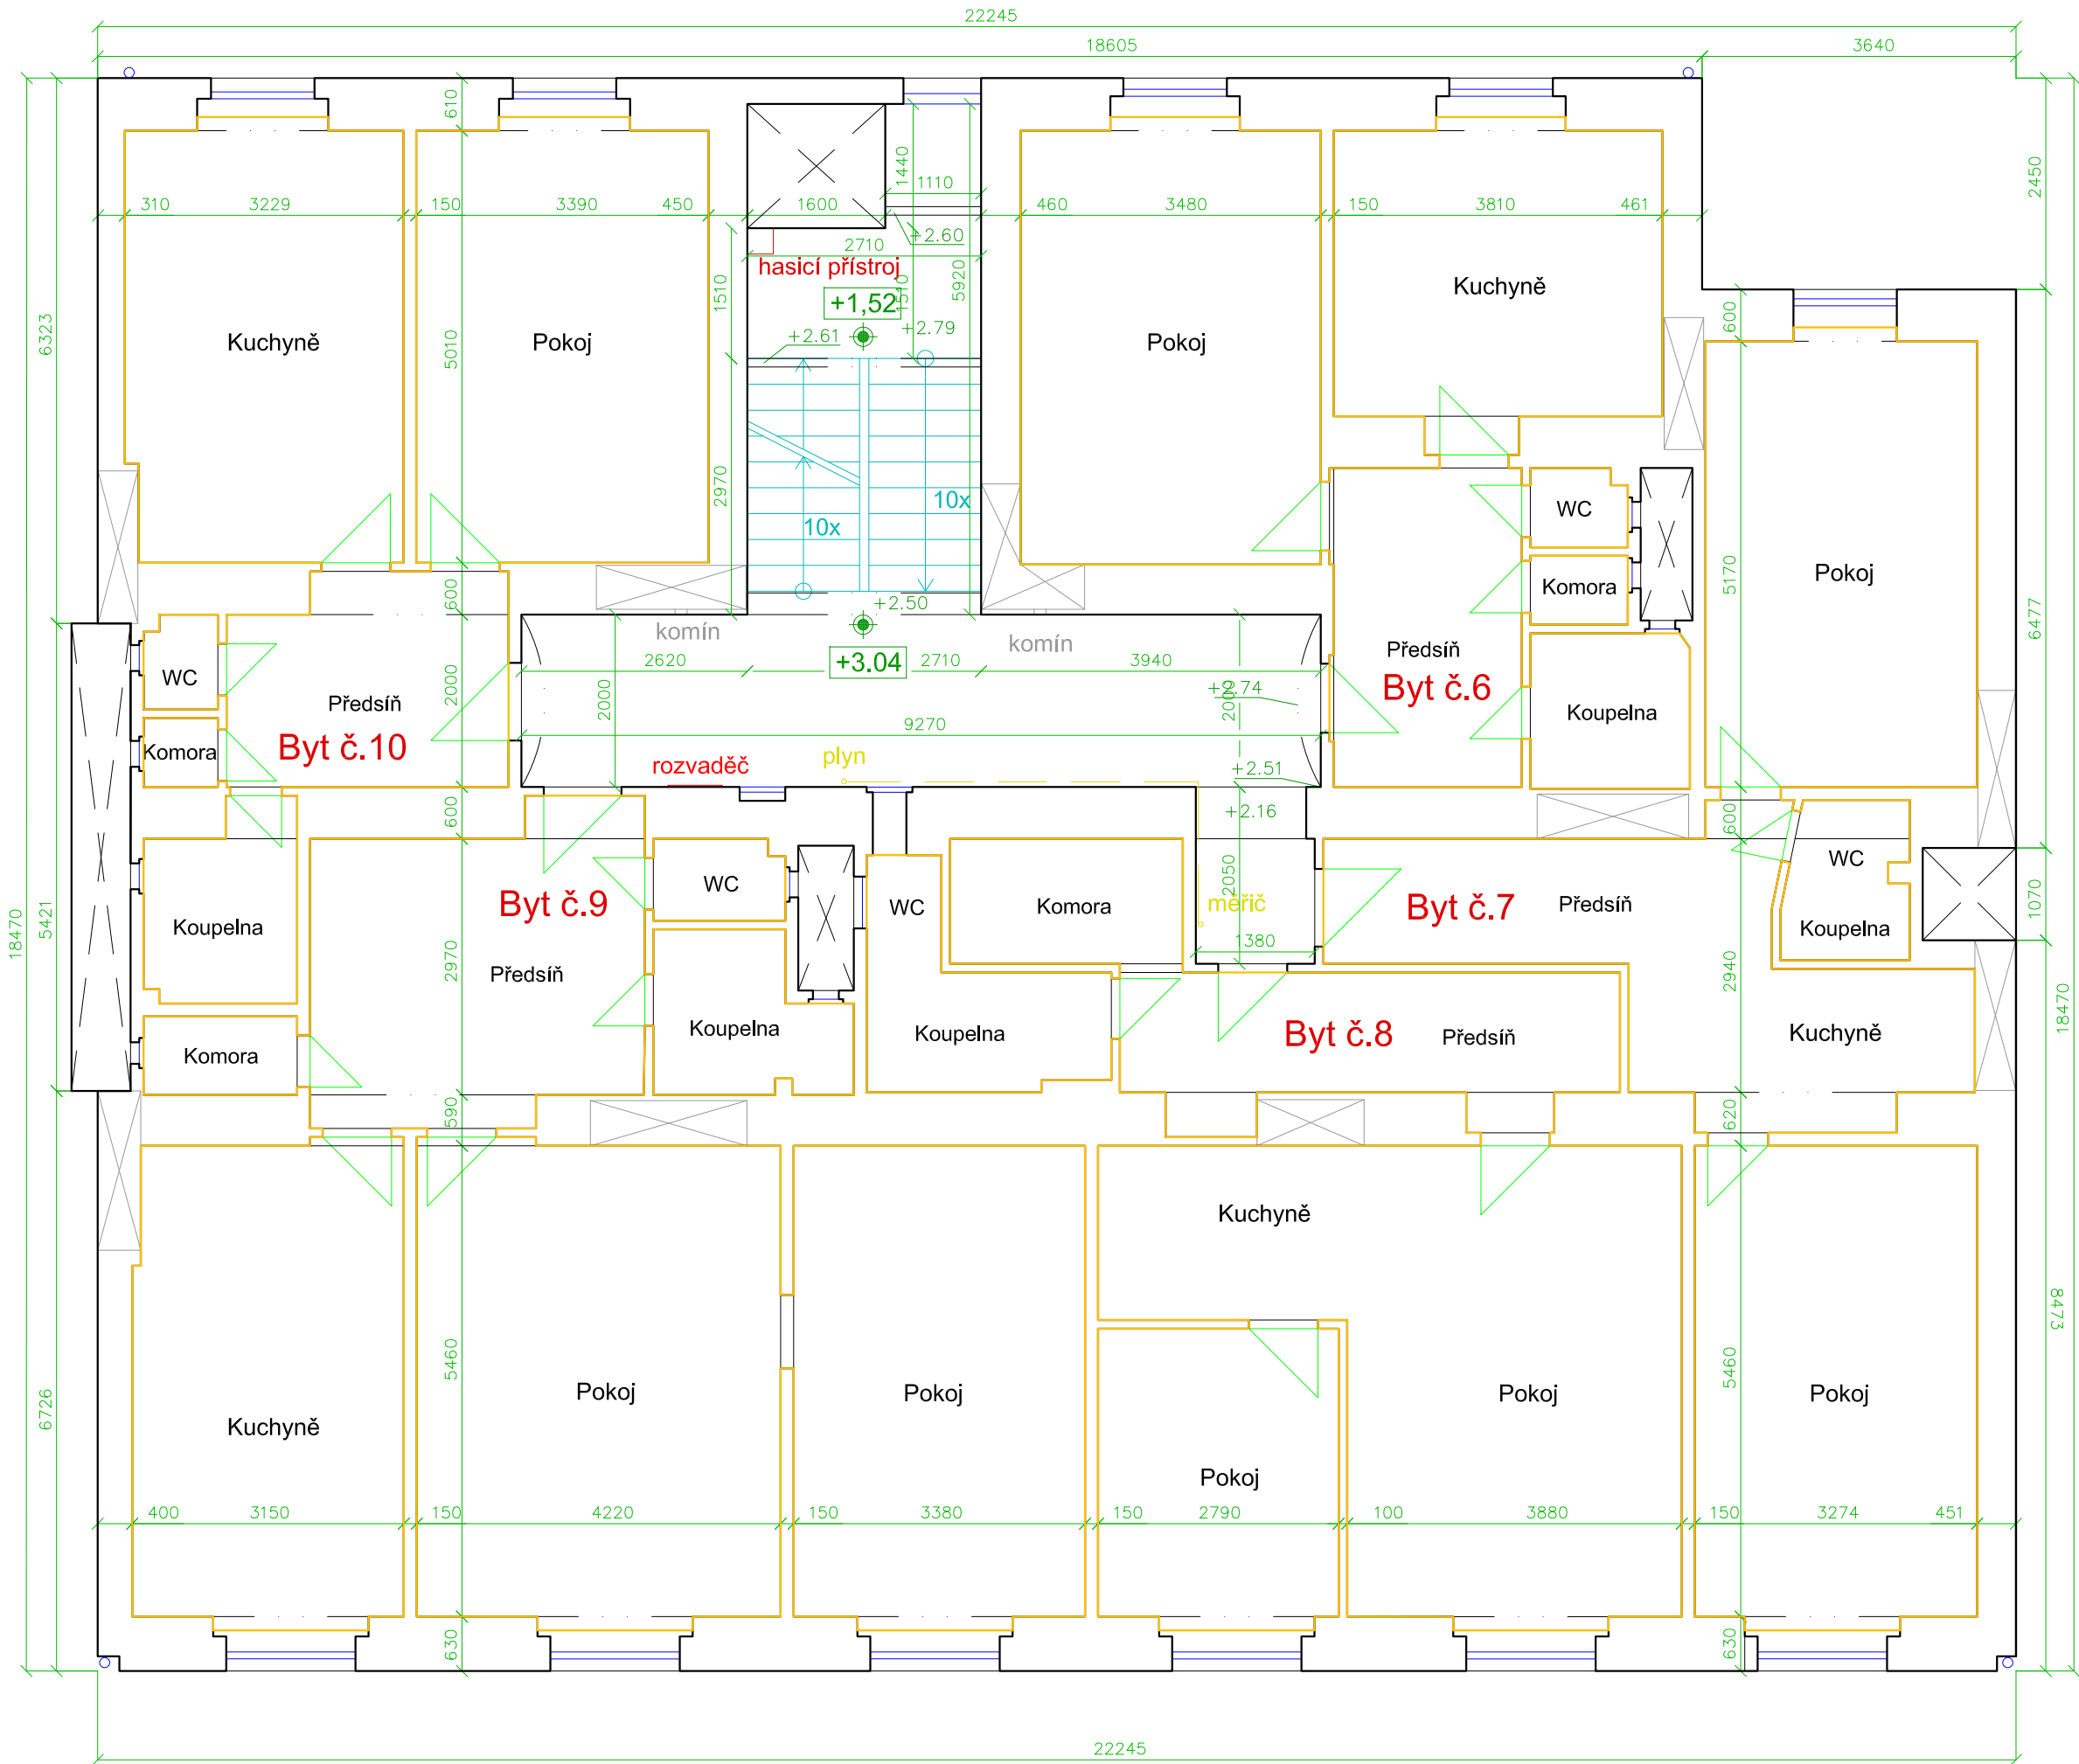 22245
18605 3640
610
1440
1110
2450
310 3229 150 3390 450 1600 460 3480 150 3810 461
+2.60
2710
hasicí přístroj
1510
1510
5920
Kuchyně
+1,52
+2.79
+2.61
600
6323
Kuchyně
Pokoj
5010
Pokoj
2970
10x
10x
WC
Pokoj
5170
Komora
600
+2.50
6477
komín
komín
+3.04
2620 2710 3940
Předsíň
WC
Předsíň
2000
2000
2000
+2.74
Byt č.6
Koupelna
9270
Komora
Byt č.10
plyn
rozvaděč
+2.51
600
+2.16
600
WC
WC
2050
Byt č.9
WC
Komora
měřič
Byt č.7
Předsíň
1070
18470
5421
Koupelna
1380
Koupelna
2970
Předsíň
2940
18470
Koupelna
Koupelna
Byt č.8
Předsíň
Kuchyně
Komora
590
620
Kuchyně
8473
5460
5460
Pokoj
Pokoj
Pokoj
Pokoj
6726
Kuchyně
Pokoj
400 3150 150 4220 150 3380 150 2790 100 3880 150 3274 451
630
630
22245